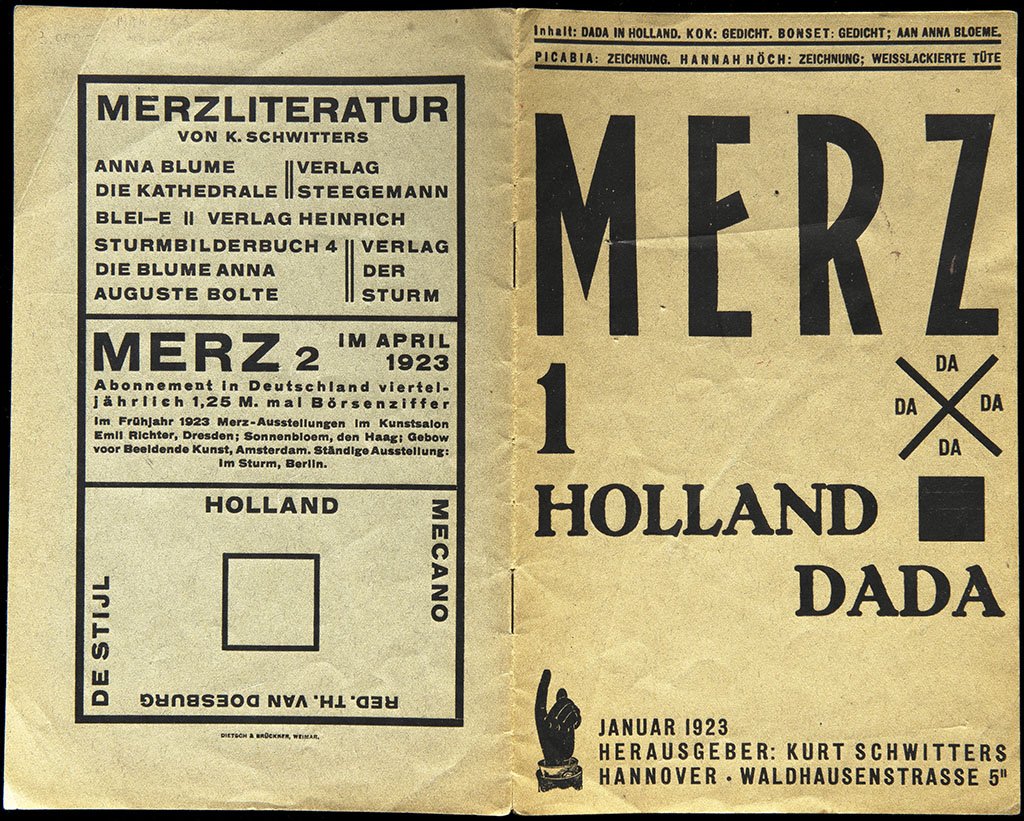 MERZLITERATUR
VON K. SCHWITTERS
ANNA BLUME || VERLAG
DIE KATHEDRALE || STEEGEMANN
BLEI—E || VERLAG HEINRICH
STURMBILDERBUCH 4 || VERLAG
DIE BLUME ANNA || DER
AUGUSTE BOLTE || STURM
MERZ 2 IM APRIL 1923
Abonnement in Deutschland viertel-
jährlich 1,25 M. mal Börsenziffer
Im Frühjahr 1923 Merz-Ausstellungen im Kunstsalon
Emil Richter, Dresden; Sonnenbloem, den Haag; Gebow
voor Beeldende Kunst, Amsterdam. Ständige Ausstellung:
im Sturm, Berlin.
HOLLAND
MECANO
RED. TH. VAN DOESBURG
DE STIJL
DIETSCH & BRÜCKNER, WEIMAR.
Inhalt: DADA IN HOLLAND. KOK: GEDICHT. BONSET: GEDICHT; AAN ANNA BLOEME.
PICABIA: ZEICHNUNG. HANNAH HÖCH: ZEICHNUNG; WEISSLACKIERTE TÜTE
MERZ
1
DA
DA DA
DA
HOLLAND
DADA
JANUAR 1923
HERAUSGEBER: KURT SCHWITTERS
HANNOVER · WALDHAUSENSTRASSE 5"